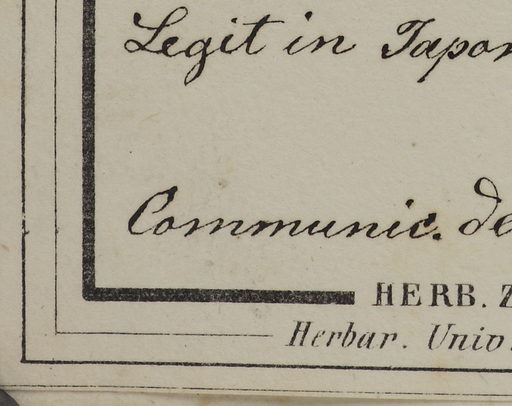 Legit in Japon
Communic. de
HERB. Z
Herbar. Univ.